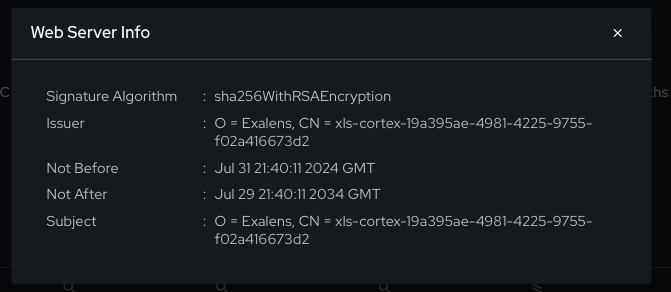 Web Server Info ×
Signature Algorithm : sha256WithRSAEncryption
Issuer : O = Exalens, CN = xls-cortex-19a395ae-4981-4225-9755-
f02a416673d2
Not Before : Jul 31 21:40:11 2024 GMT
Not After : Jul 29 21:40:11 2034 GMT
Subject : O = Exalens, CN = xls-cortex-19a395ae-4981-4225-9755-
f02a416673d2